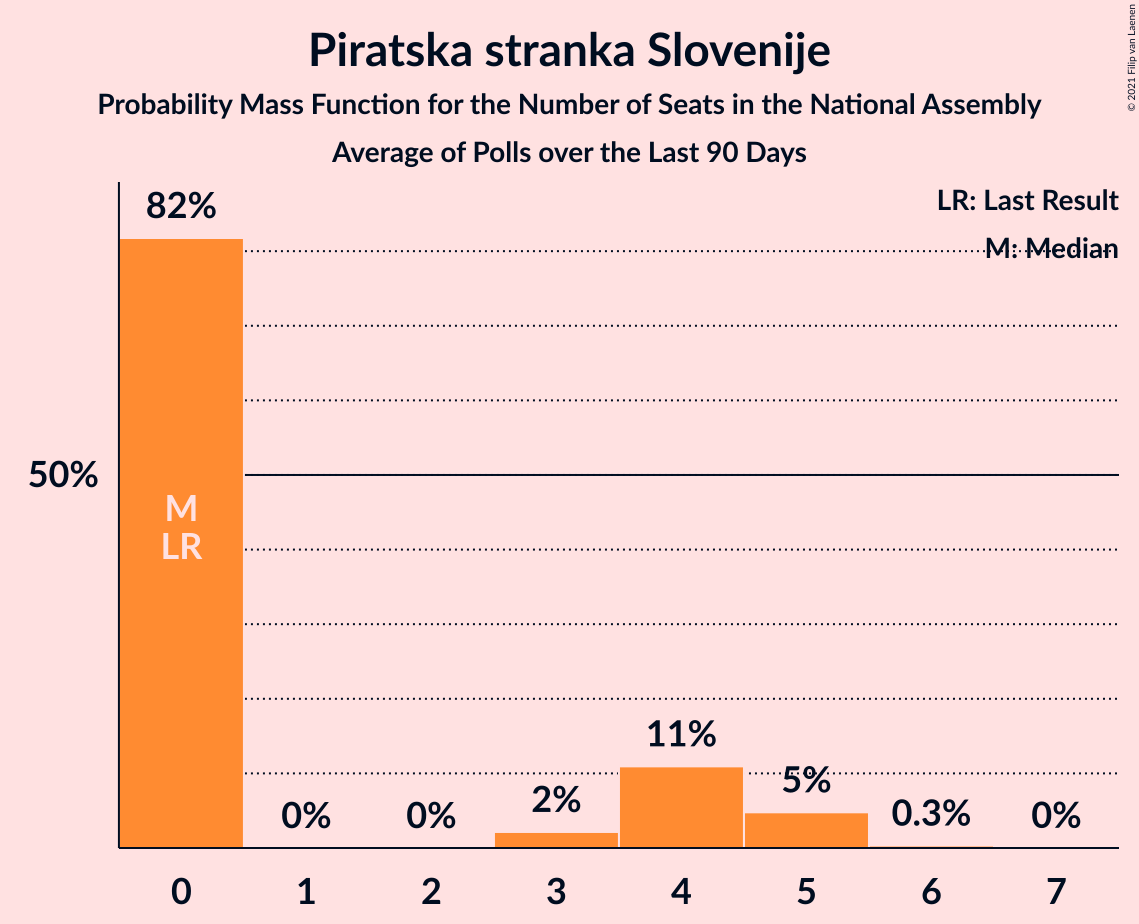 Piratska stranka Slovenije
Probability Mass Function for the Number of Seats in the National Assembly
Average of Polls over the Last 90 Days
© 2021 Filip van Laenen
LR: Last Result
M: Median
82%
50%
M
LR
0%
0%
2%
11%
5%
0.3%
0%
0
1
2
3
4
5
6
7